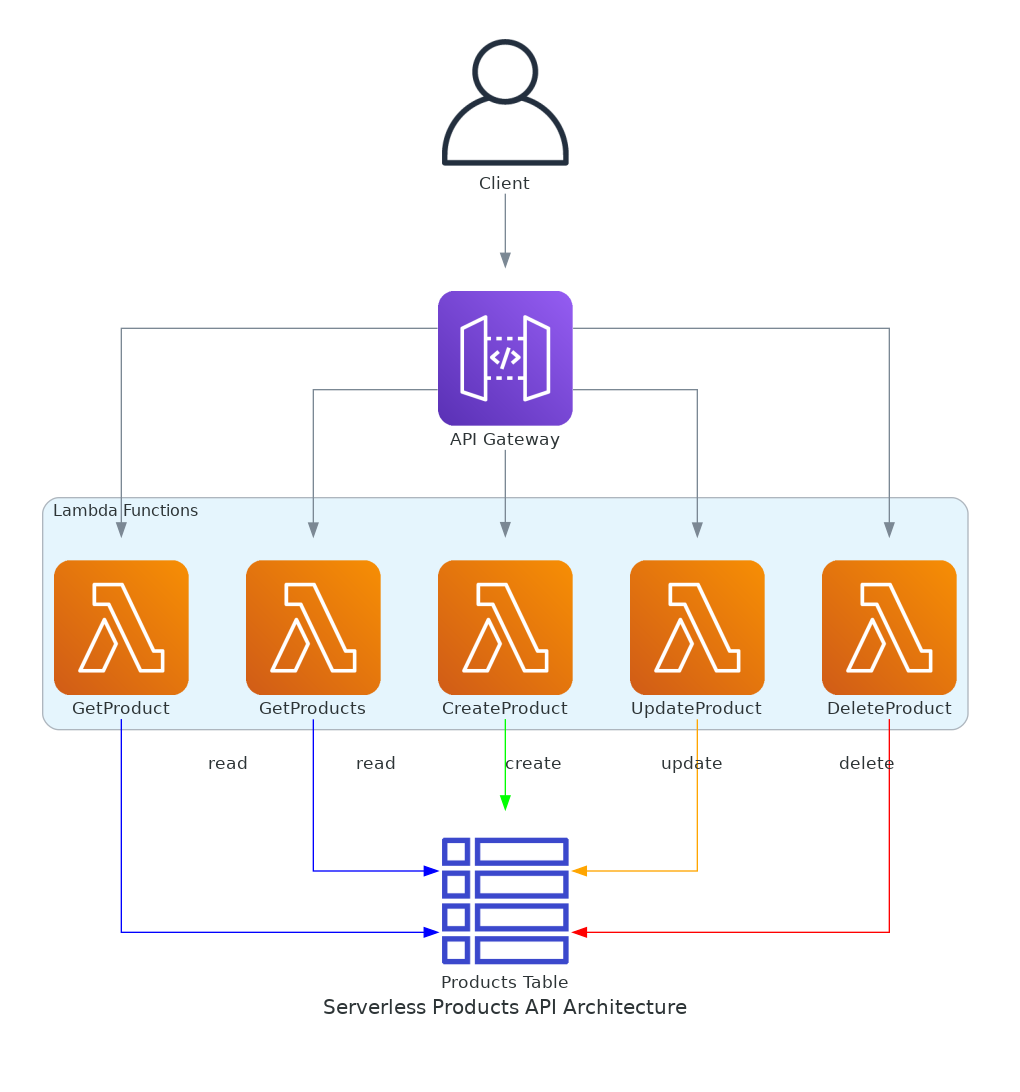 Client
API Gateway
Lambda Functions
GetProduct
GetProducts
CreateProduct
UpdateProduct
DeleteProduct
read
read
create
update
delete
Products Table
Serverless Products API Architecture